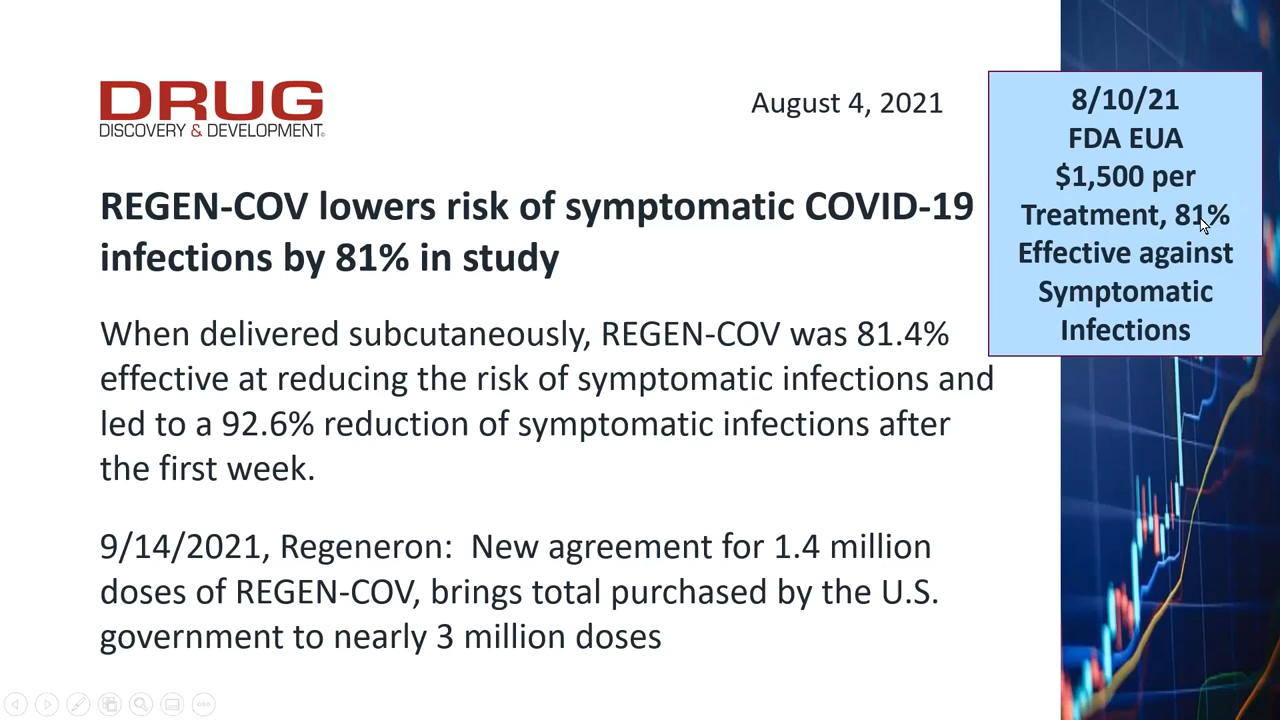 DRUG
DISCOVERY & DEVELOPMENT
August 4, 2021
REGEN-COV lowers risk of symptomatic COVID-19
infections by 81% in study
When delivered subcutaneously, REGEN-COV was 81.4%
effective at reducing the risk of symptomatic infections and
led to a 92.6% reduction of symptomatic infections after
the first week.
9/14/2021, Regeneron:  New agreement for 1.4 million
doses of REGEN-COV, brings total purchased by the U.S.
government to nearly 3 million doses
8/10/21
FDA EUA
$1,500 per
Treatment, 81%
Effective against
Symptomatic
Infections